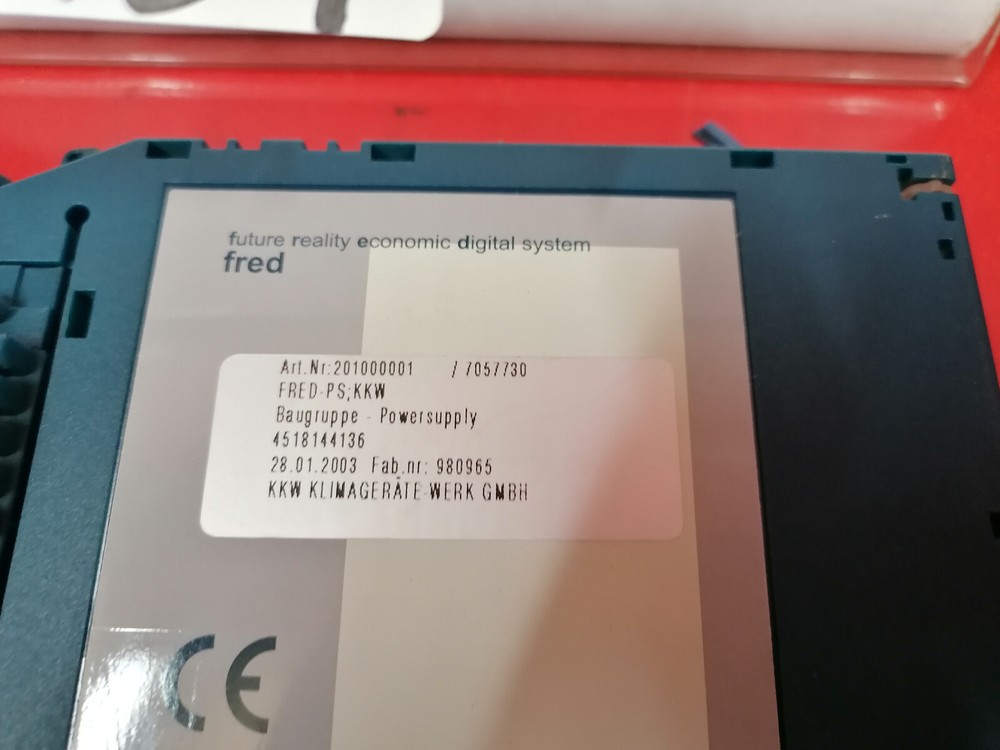 future reality economic digital system
fred
Art.Nr:201000001 / 7057730
FRED-PS;KKW
Baugruppe - Powersupply
4518144136
28.01.2003 Fab.nr: 980965
KKW KLIMAGERÄTE-WERK GMBH
CE